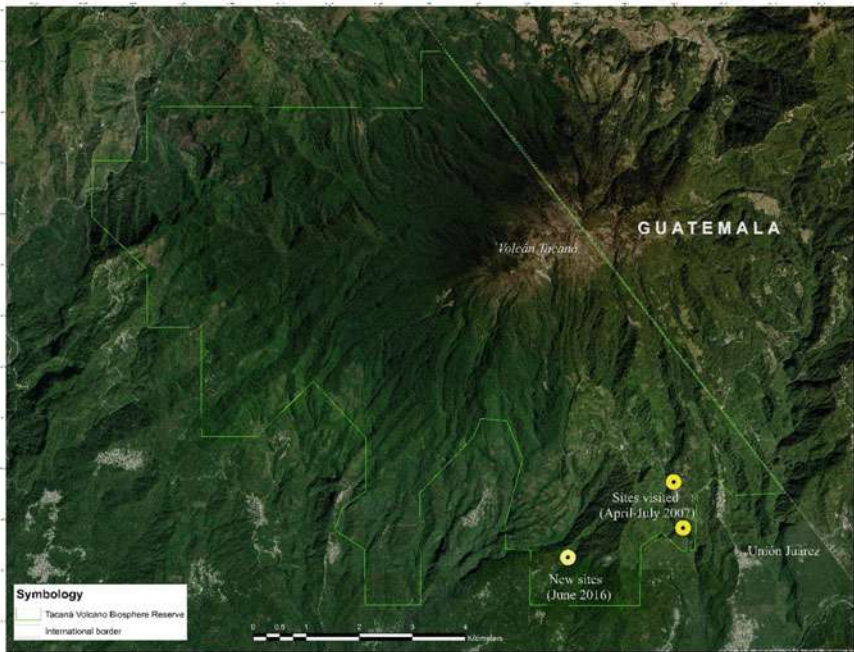 GUATEMALA
Volcán Tacaná
Sites visited
(April-July 2007)
Unión Juárez
New sites
(June 2016)
Symbology
Tacaná Volcano Biosphere Reserve
International border
0 0.5 1 2 3 4
Kilometers